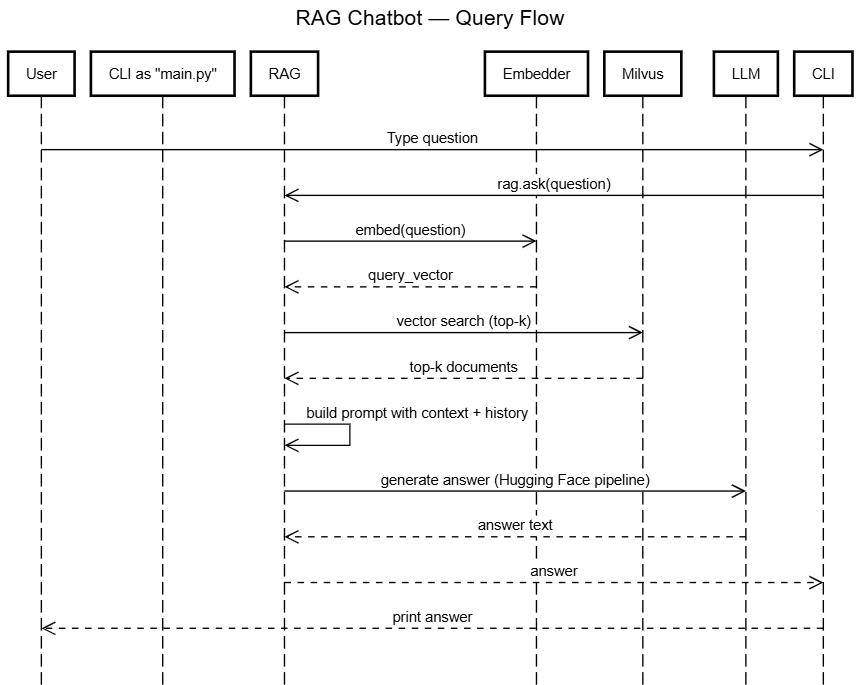 RAG Chatbot — Query Flow
User
CLI as "main.py"
RAG
Embedder
Milvus
LLM
CLI
Type question
rag.ask(question)
embed(question)
query_vector
vector search (top-k)
top-k documents
build prompt with context + history
generate answer (Hugging Face pipeline)
answer text
answer
print answer